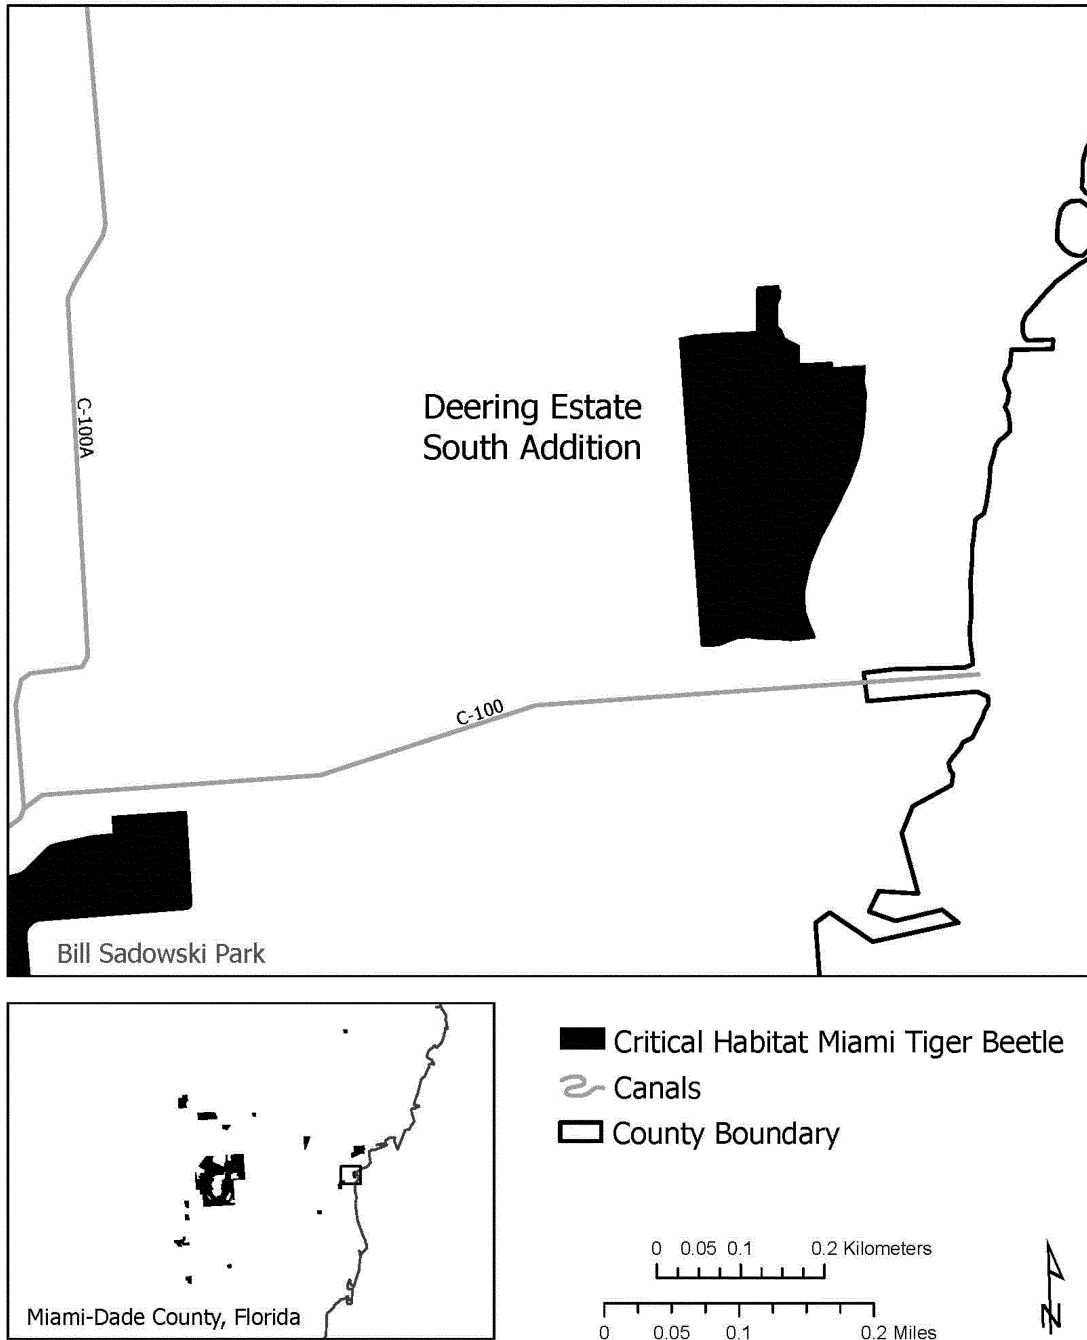 C-100A
Deering Estate
South Addition
C-100
Bill Sadowski Park
Miami-Dade County, Florida
Critical Habitat Miami Tiger Beetle
Canals
County Boundary
0 0.05 0.1 0.2 Kilometers
0 0.05 0.1 0.2 Miles
N